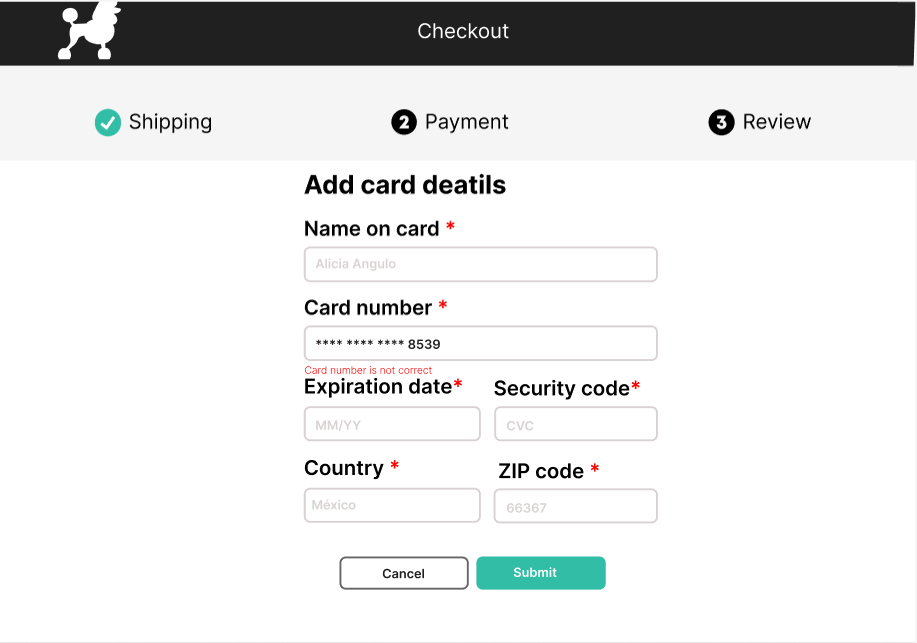 Checkout
Shipping
2 Payment
3 Review
Add card deatils
Name on card *
Alicia Angulo
Card number *
**** **** **** 8539
Card number is not correct
Expiration date* Security code*
MM/YY CVC
Country * ZIP code *
México 66367
Cancel Submit